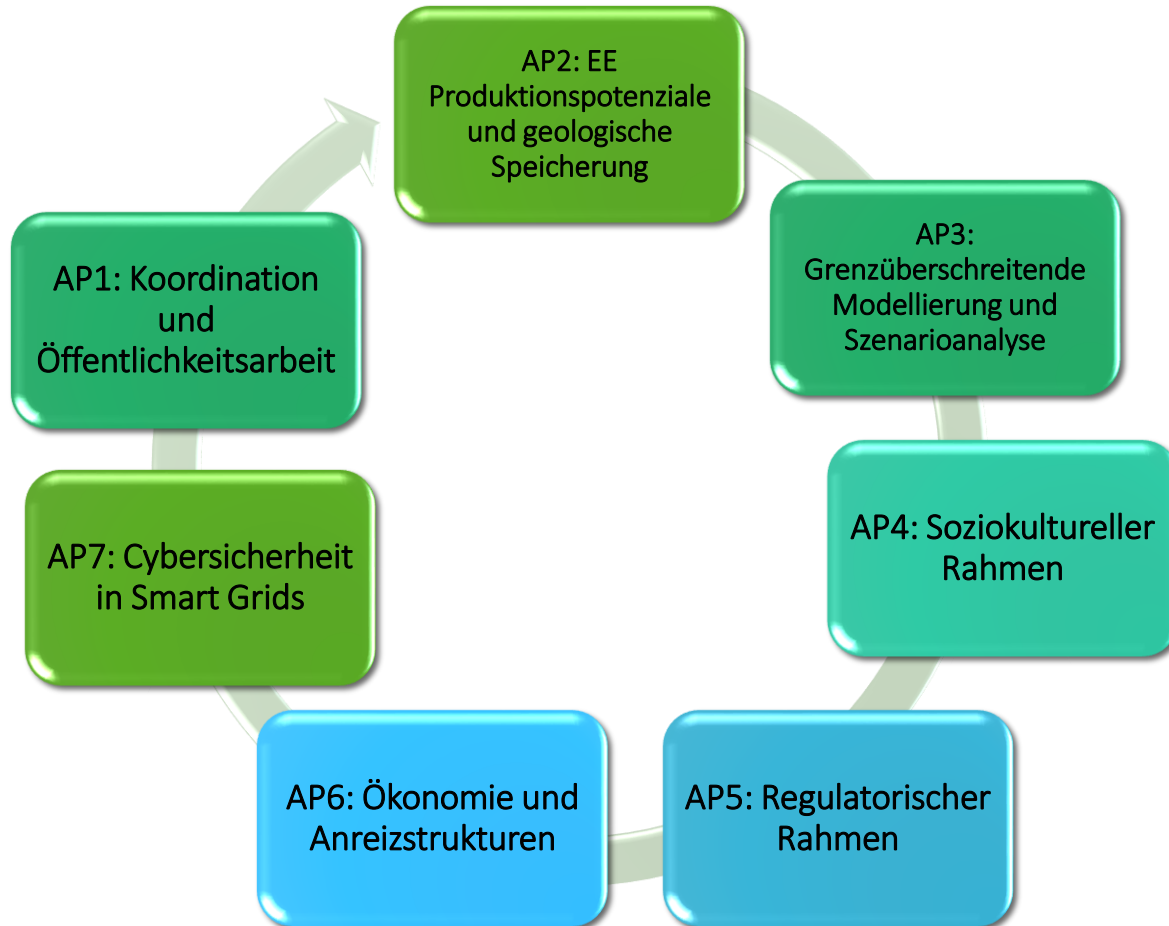 AP2: EE
Produktionspotenziale
und geologische
Speicherung
AP3:
Grenzüberschreitende
Modellierung und
Szenarioanalyse
AP4: Soziokultureller
Rahmen
AP5: Regulatorischer
Rahmen
AP6: Ökonomie und
Anreizstrukturen
AP7: Cybersicherheit
in Smart Grids
AP1: Koordination
und
Öffentlichkeitsarbeit